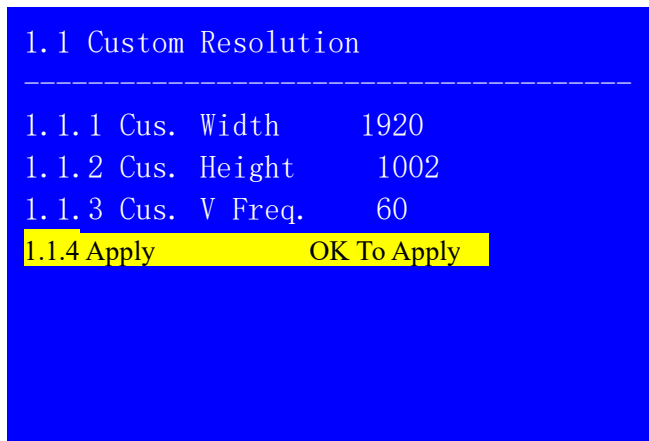 1.1 Custom Resolution
--------------------------------------
1.1.1 Cus. Width 1920
1.1.2 Cus. Height 1002
1.1.3 Cus. V Freq. 60
1.1.4 Apply OK To Apply